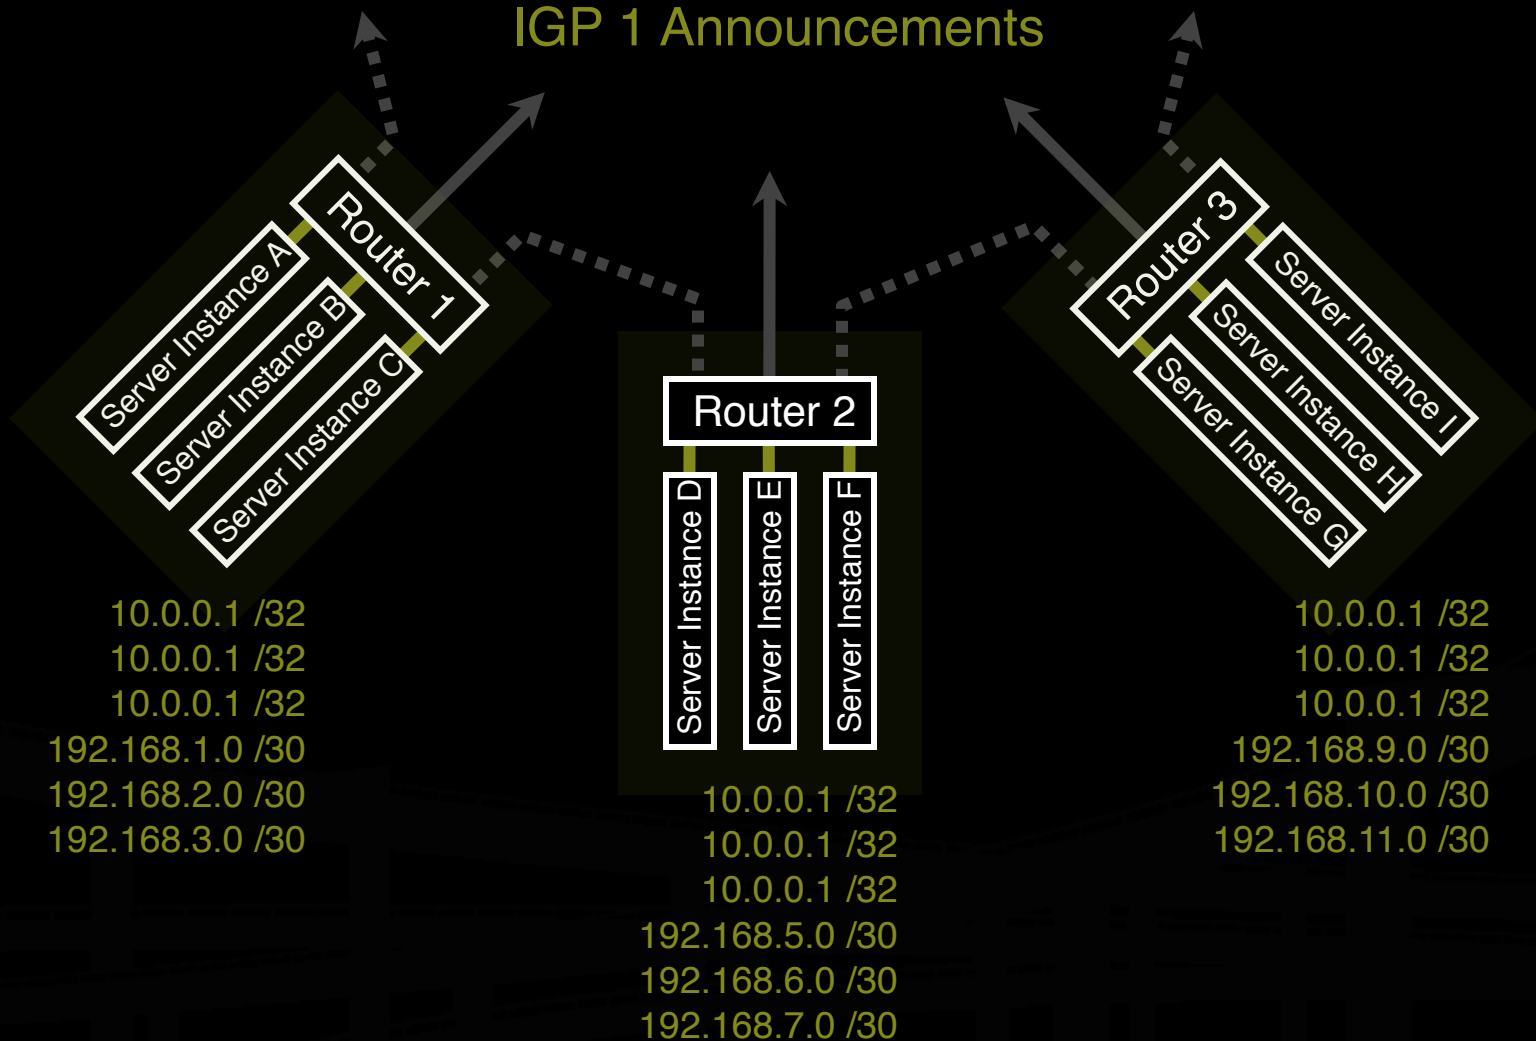 IGP 1 Announcements
Router 1
Server Instance A
Server Instance B
Server Instance C
10.0.0.1 /32
10.0.0.1 /32
10.0.0.1 /32
192.168.1.0 /30
192.168.2.0 /30
192.168.3.0 /30
Router 2
Server Instance D
Server Instance E
Server Instance F
10.0.0.1 /32
10.0.0.1 /32
10.0.0.1 /32
192.168.5.0 /30
192.168.6.0 /30
192.168.7.0 /30
Router 3
Server Instance I
Server Instance H
Server Instance G
10.0.0.1 /32
10.0.0.1 /32
10.0.0.1 /32
192.168.9.0 /30
192.168.10.0 /30
192.168.11.0 /30